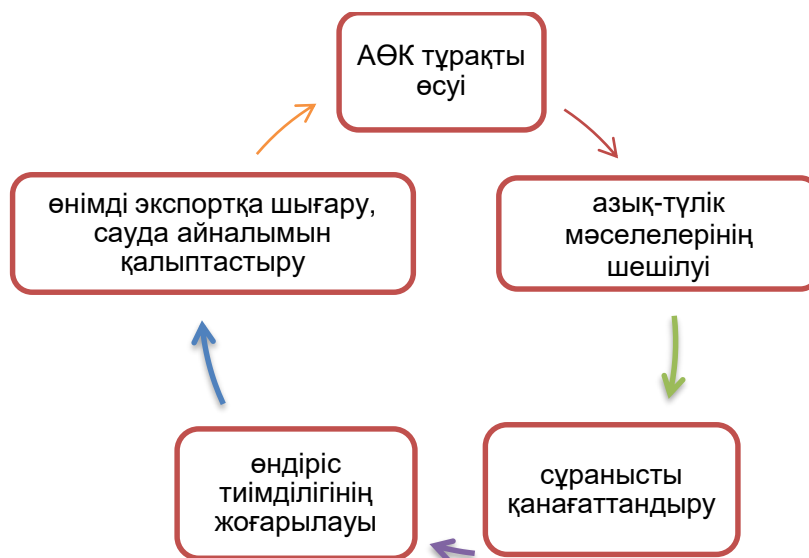 АӨК тұрақты
өсуі
азық-түлік
мәселелерінің
шешілуі
сұранысты
қанағаттандыру
өндіріс
тиімділігінің
жоғарылауы
өнімді экспортқа шығару,
сауда айналымын
қалыптастыру